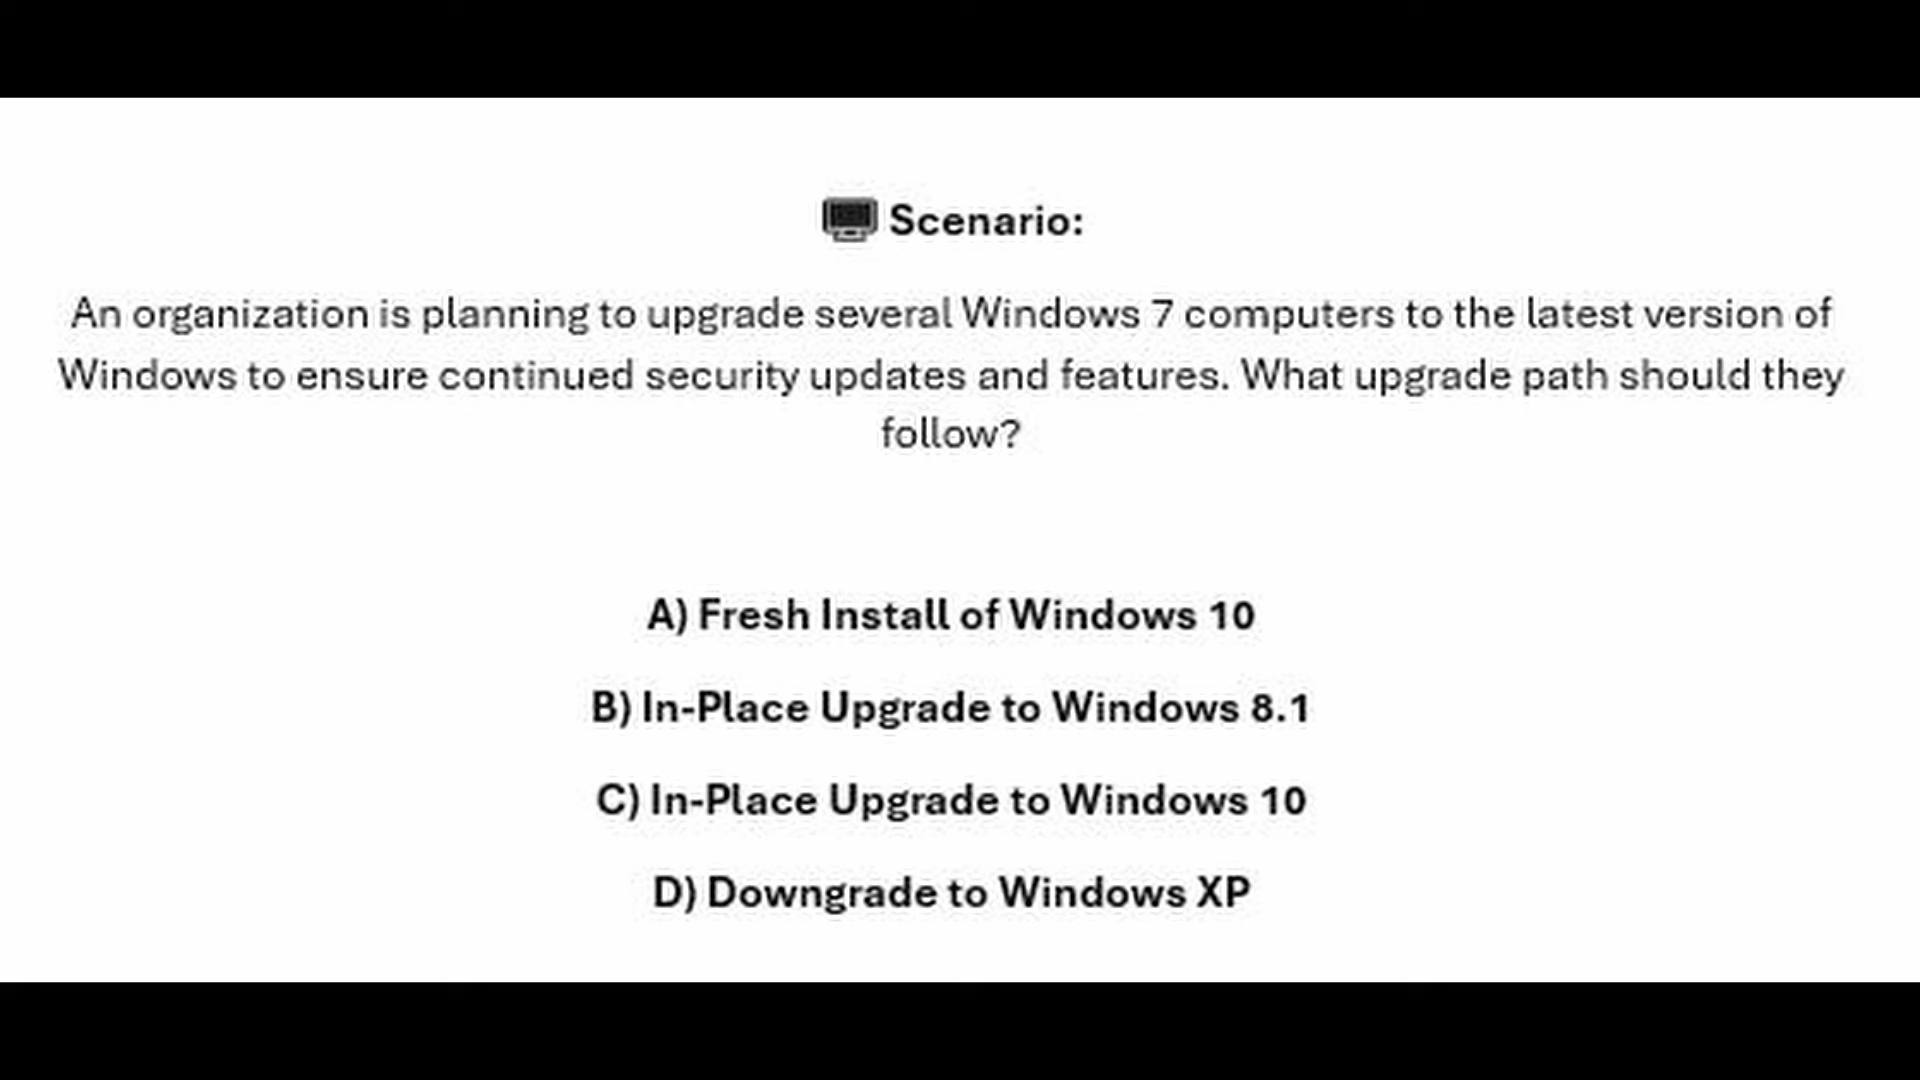 Scenario:
An organization is planning to upgrade several Windows 7 computers to the latest version of
Windows to ensure continued security updates and features. What upgrade path should they
follow?
A) Fresh Install of Windows 10
B) In-Place Upgrade to Windows 8.1
C) In-Place Upgrade to Windows 10
D) Downgrade to Windows XP